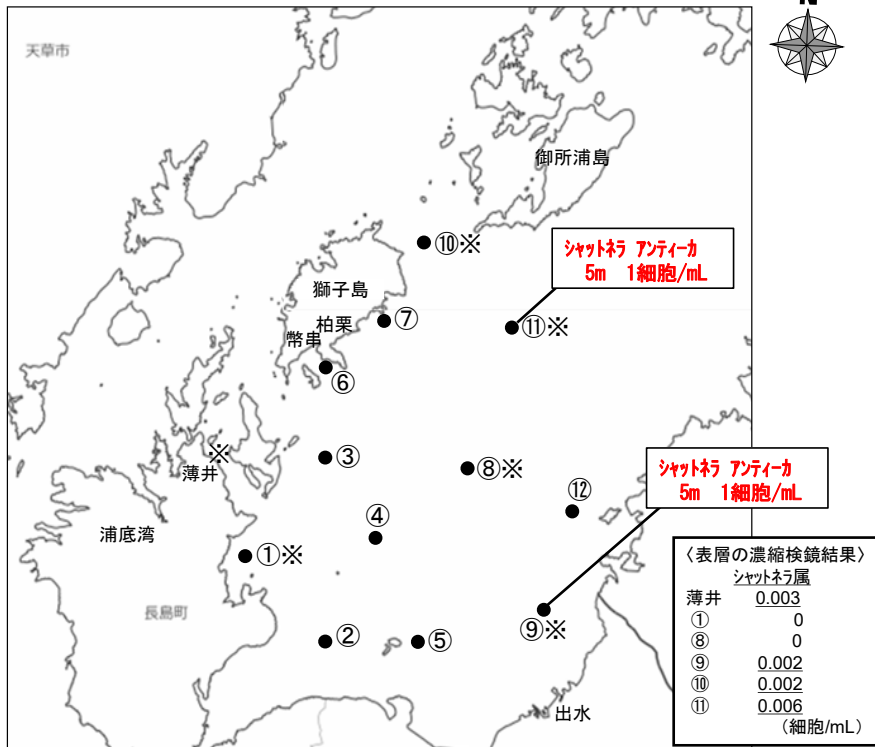 N
天草市
御所浦島
⑩※
シャットネラ アンティーカ
5m 1細胞/mL
獅子島
⑦
⑪※
柏栗
幣串
⑥
※
③
薄井
⑧※
シャットネラ アンティーカ
5m 1細胞/mL
⑫
浦底湾
④
①※
〈表層の濃縮検鏡結果〉
シャットネラ属
薄井 0.003
① 0
⑧ 0
⑨ 0.002
⑩ 0.002
⑪ 0.006
(細胞/mL)
長島町
②
⑤
⑨※
出水